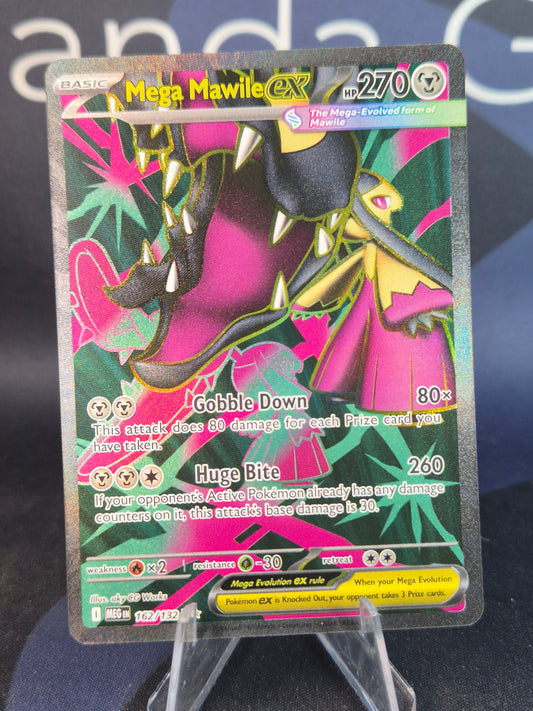 anda G
BASIC Mega Mawile ex HP 270
The Mega-Evolved form of
Mawile
Gobble Down 80×
This attack does 80 damage for each Prize card you
have taken.
Huge Bite 260
If your opponent's Active Pokémon already has any damage
counters on it, this attack's base damage is 30.
weakness ×2 resistance -30 retreat
Mega Evolution ex rule When your Mega Evolution
Pokémon ex is Knocked Out, your opponent takes 3 Prize cards.
Illus. aky CG Works
I MEG EN 162/132